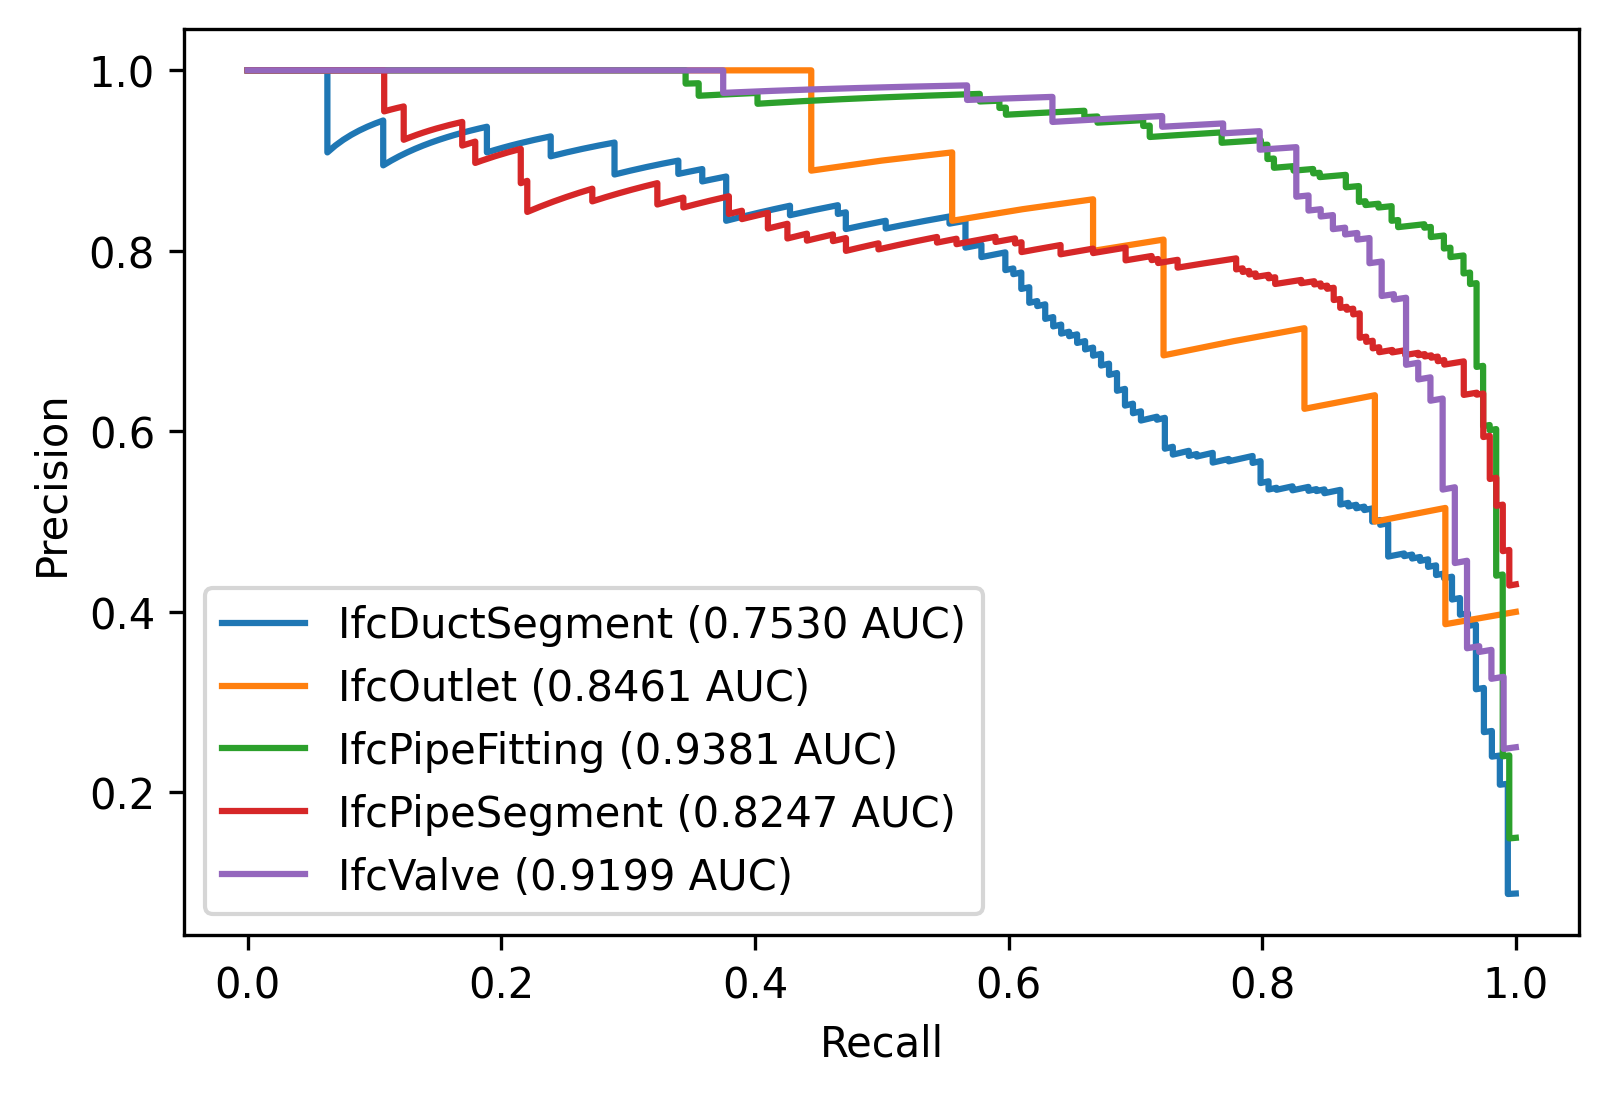 1.0
0.8
0.6
0.4
0.2
Precision
IfcDuctSegment (0.7530 AUC)
IfcOutlet (0.8461 AUC)
IfcPipeFitting (0.9381 AUC)
IfcPipeSegment (0.8247 AUC)
IfcValve (0.9199 AUC)
0.0 0.2 0.4 0.6 0.8 1.0
Recall